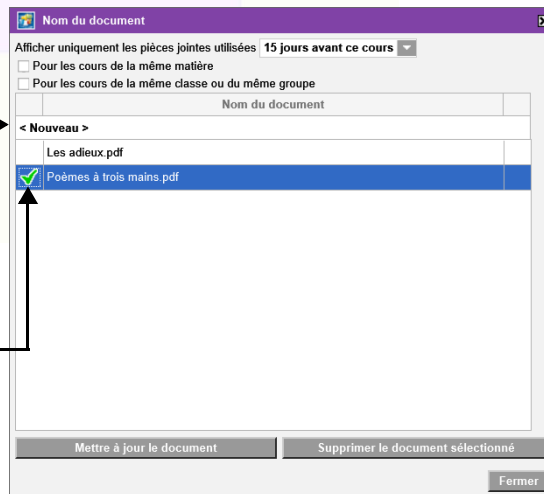 Nom du document
Afficher uniquement les pièces jointes utilisées 15 jours avant ce cours
Pour les cours de la même matière
Pour les cours de la même classe ou du même groupe
Nom du document
< Nouveau >
Les adieux.pdf
Poèmes à trois mains.pdf
Mettre à jour le document Supprimer le document sélectionné
Fermer